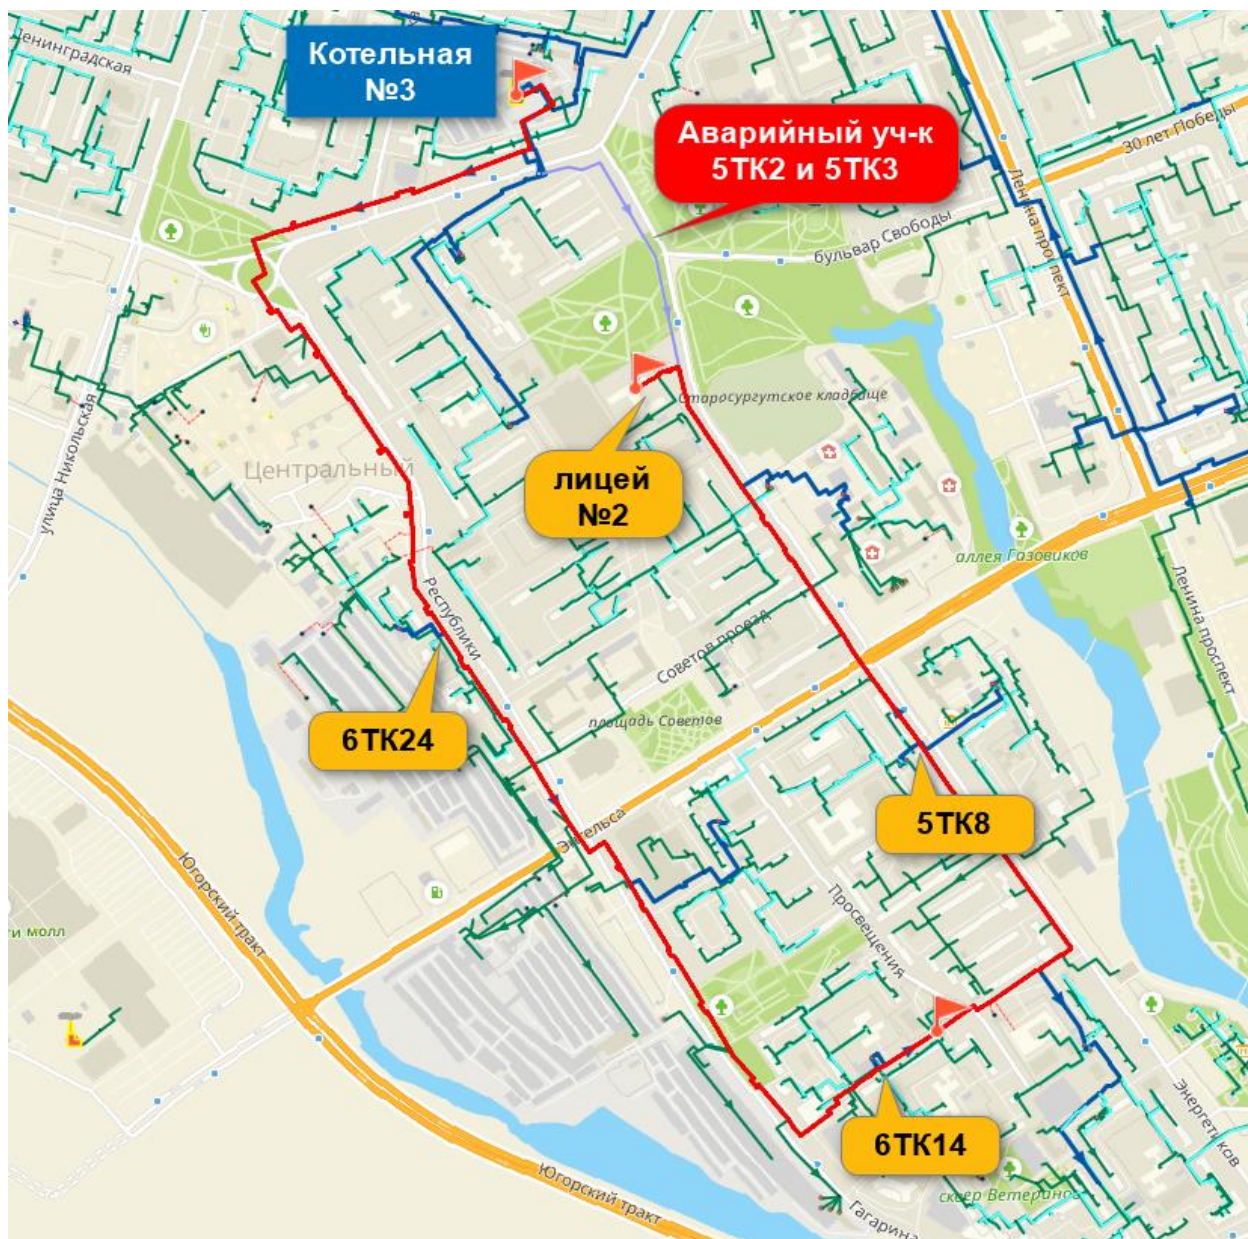 Ленинградская
Котельная
№3
Аварийный уч-к
5ТК2 и 5ТК3
30 лет Победы
Ленина проспект
бульвар Свободы
улица Никольская
Старосургутское кладбище
лицей
№2
Центральный
аллея Газовиков
Республики
Советов проезд
Ленина проспект
площадь Советов
6ТК24
5ТК8
Энгельса
Югорский тракт
Просвещения
ти молл
Энергетиков
6ТК14
сквер Ветеранов
Югорский тракт
Гагарина